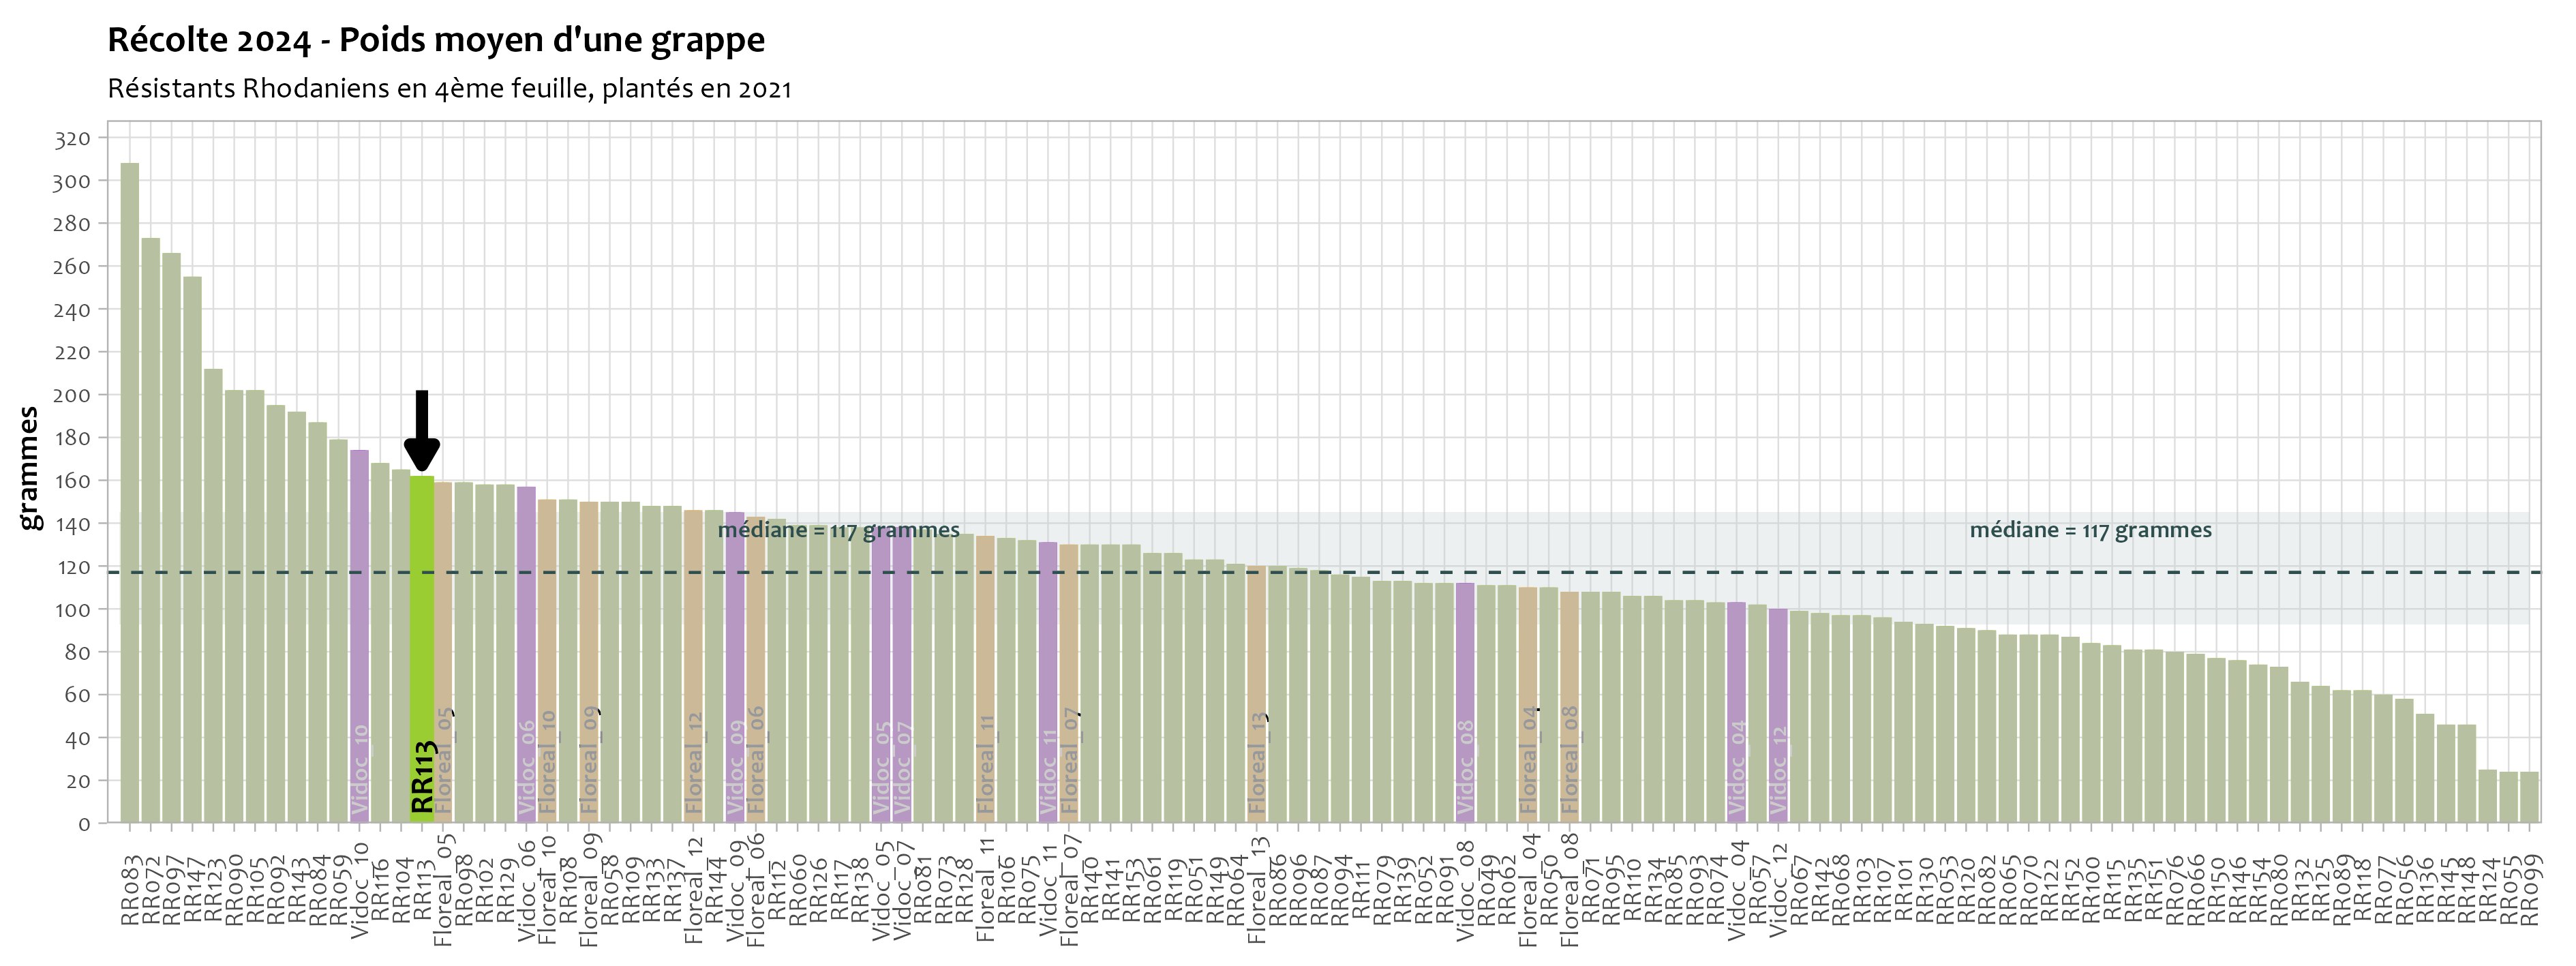 Récolte 2024 - Poids moyen d'une grappe
Résistants Rhodaniens en 4ème feuille, plantés en 2021
grammes
320
300
280
260
240
220
200
180
160
140
120
100
80
60
40
20
0
médiane = 117 grammes
médiane = 117 grammes
Vidoc_10
RR113
Floreal_05
Vidoc_06
Floreal_10
Floreal_09
Floreal_12
Vidoc_09
Floreal_06
Vidoc_05
Vidoc_07
Floreal_11
Vidoc_11
Floreal_07
Floreal_13
Vidoc_08
Floreal_04
Floreal_08
Vidoc_04
Vidoc_12
RR083
RR072
RR097
RR147
RR123
RR090
RR105
RR092
RR143
RR084
RR059
Vidoc_10
RR116
RR104
RR113
Floreal_05
RR098
RR102
RR129
Vidoc_06
Floreal_10
RR108
Floreal_09
RR058
RR109
RR133
RR137
Floreal_12
RR144
Vidoc_09
Floreal_06
RR112
RR060
RR126
RR117
RR138
Vidoc_05
Vidoc_07
RR081
RR073
RR128
Floreal_11
RR106
RR075
Vidoc_11
Floreal_07
RR140
RR141
RR153
RR061
RR119
RR051
RR149
RR064
Floreal_13
RR086
RR096
RR087
RR094
RR111
RR079
RR139
RR052
RR091
Vidoc_08
RR049
RR062
Floreal_04
RR050
Floreal_08
RR071
RR095
RR110
RR134
RR085
RR093
RR074
Vidoc_04
RR057
Vidoc_12
RR067
RR142
RR068
RR103
RR107
RR101
RR130
RR053
RR120
RR082
RR065
RR070
RR122
RR152
RR100
RR115
RR135
RR151
RR076
RR066
RR150
RR146
RR154
RR080
RR132
RR125
RR089
RR118
RR077
RR056
RR136
RR145
RR148
RR124
RR055
RR099